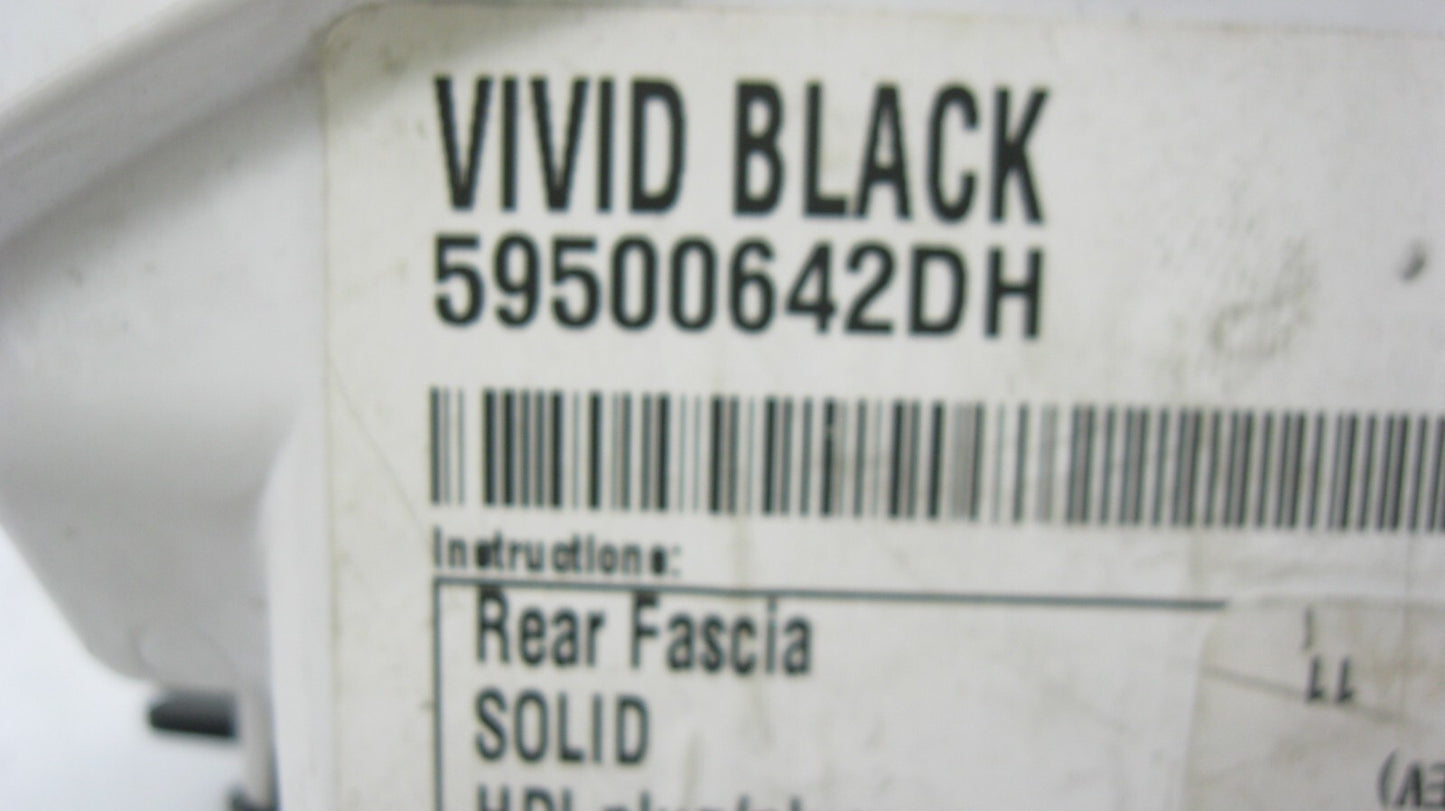 VIVID BLACK
59500642DH
Instructions:
Rear Fascia
SOLID